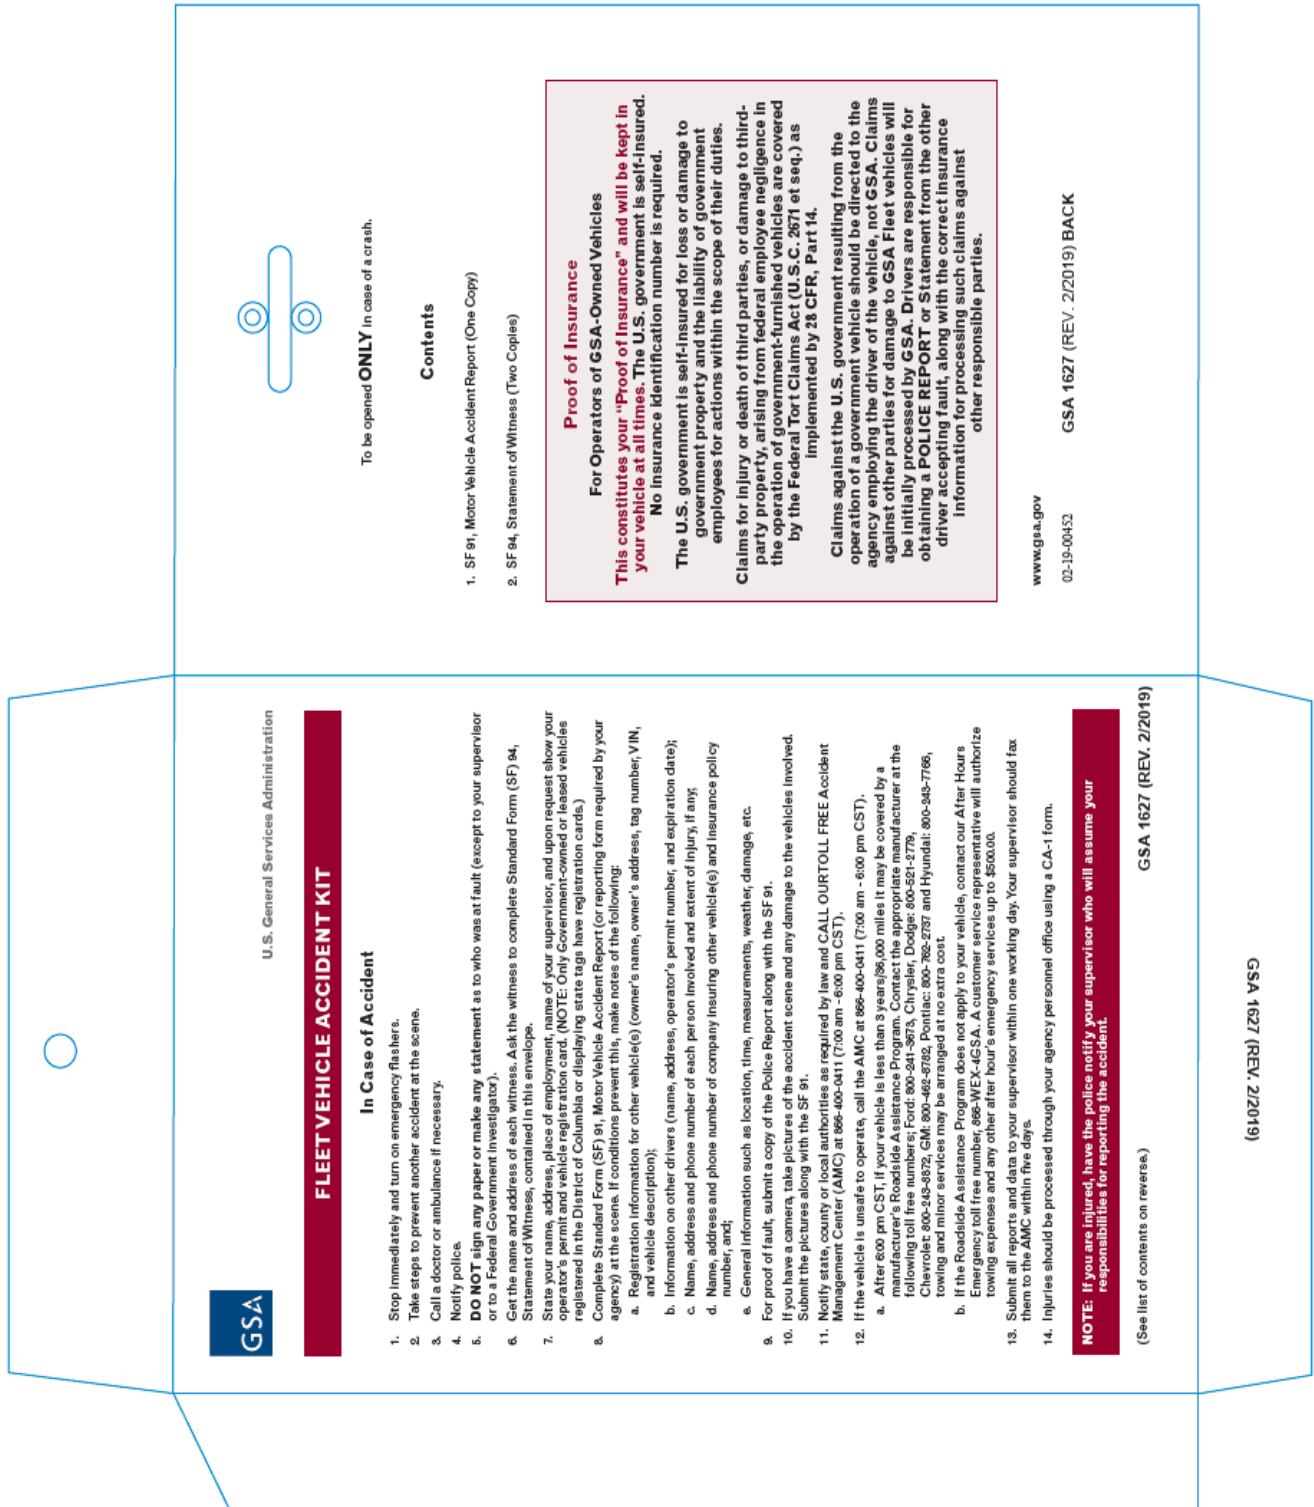 GSA
U.S. General Services Administration
FLEET VEHICLE ACCIDENT KIT
In Case of Accident
1. Stop immediately and turn on emergency flashers.
2. Take steps to prevent another accident at the scene.
3. Call a doctor or ambulance if necessary.
4. Notify police.
5. DO NOT sign any paper or make any statement as to who was at fault (except to your supervisor
or to a Federal Government investigator).
6. Get the name and address of each witness. Ask the witness to complete Standard Form (SF) 94,
Statement of Witness, contained in this envelope.
7. State your name, address, place of employment, name of your supervisor, and upon request show your
operator's permit and vehicle registration card. (NOTE: Only Government-owned or leased vehicles
registered in the District of Columbia or displaying state tags have registration cards.)
8. Complete Standard Form (SF) 91, Motor Vehicle Accident Report (or reporting form required by your
agency) at the scene. If conditions prevent this, make notes of the following:
a. Registration information for other vehicle(s) (owner's name, owner's address, tag number, VIN,
and vehicle description);
b. Information on other drivers (name, address, operator's permit number, and expiration date);
c. Name, address and phone number of each person involved and extent of injury, if any;
d. Name, address and phone number of company insuring other vehicle(s) and insurance policy
number, and;
e. General information such as location, time, measurements, weather, damage, etc.
9. For proof of fault, submit a copy of the Police Report along with the SF 91.
10. If you have a camera, take pictures of the accident scene and any damage to the vehicles involved.
Submit the pictures along with the SF 91.
11. Notify state, county or local authorities as required by law and CALL OUR TOLL FREE Accident
Management Center (AMC) at 866-400-0411 (7:00 am - 6:00 pm CST).
12. If the vehicle is unsafe to operate, call the AMC at 866-400-0411 (7:00 am - 6:00 pm CST).
a. After 6:00 pm CST, if your vehicle is less than 3 years/36,000 miles it may be covered by a
manufacturer's Roadside Assistance Program. Contact the appropriate manufacturer at the
following toll free numbers; Ford: 800-241-3673, Chrysler, Dodge: 800-521-2779,
Chevrolet: 800-243-8872, GM: 800-462-8782, Pontiac: 800-762-2737 and Hyundai: 800-243-7766,
towing and minor services may be arranged at no extra cost.
b. If the Roadside Assistance Program does not apply to your vehicle, contact our After Hours
Emergency toll free number, 866-WEX-4GSA. A customer service representative will authorize
towing expenses and any other after hour's emergency services up to $500.00.
13. Submit all reports and data to your supervisor within one working day. Your supervisor should fax
them to the AMC within five days.
14. Injuries should be processed through your agency personnel office using a CA-1 form.
NOTE: If you are injured, have the police notify your supervisor who will assume your
responsibilities for reporting the accident.
(See list of contents on reverse.)
GSA 1627 (REV. 2/2019)
To be opened ONLY in case of a crash.
Contents
1. SF 91, Motor Vehicle Accident Report (One Copy)
2. SF 94, Statement of Witness (Two Copies)
Proof of Insurance
For Operators of GSA-Owned Vehicles
This constitutes your "Proof of Insurance" and will be kept in
your vehicle at all times. The U.S. government is self-insured.
No insurance identification number is required.
The U.S. government is self-insured for loss or damage to
government property and the liability of government
employees for actions within the scope of their duties.
Claims for injury or death of third parties, or damage to third-
party property, arising from federal employee negligence in
the operation of government-furnished vehicles are covered
by the Federal Tort Claims Act (U.S.C. 2671 et seq.) as
implemented by 28 CFR, Part 14.
Claims against the U.S. government resulting from the
operation of a government vehicle should be directed to the
agency employing the driver of the vehicle, not GSA. Claims
against other parties for damage to GSA Fleet vehicles will
be initially processed by GSA. Drivers are responsible for
obtaining a POLICE REPORT or Statement from the other
driver accepting fault, along with the correct insurance
information for processing such claims against
other responsible parties.
www.gsa.gov
02-19-00452
GSA 1627 (REV. 2/2019) BACK
GSA 1627 (REV. 2/2019)